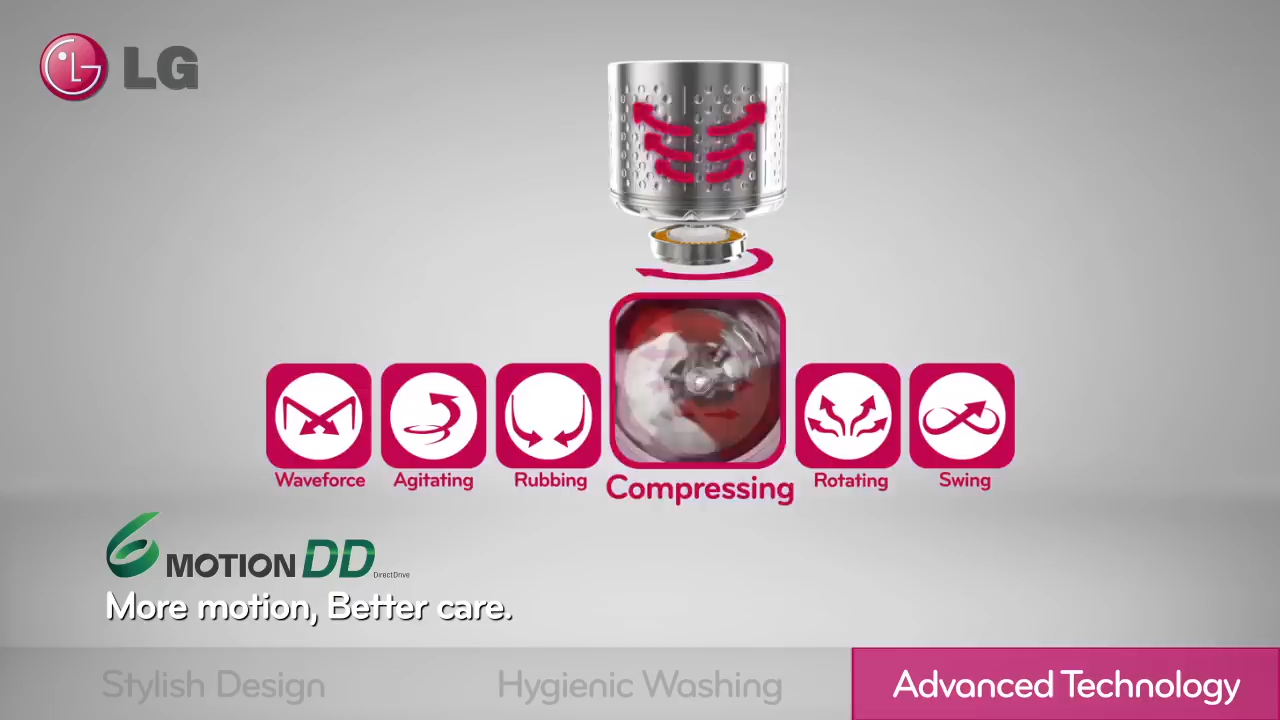 LG
Waveforce
Agitating
Rubbing
Compressing
Rotating
Swing
6 MOTION DD
DirectDrive
More motion, Better care.
Stylish Design
Hygienic Washing
Advanced Technology